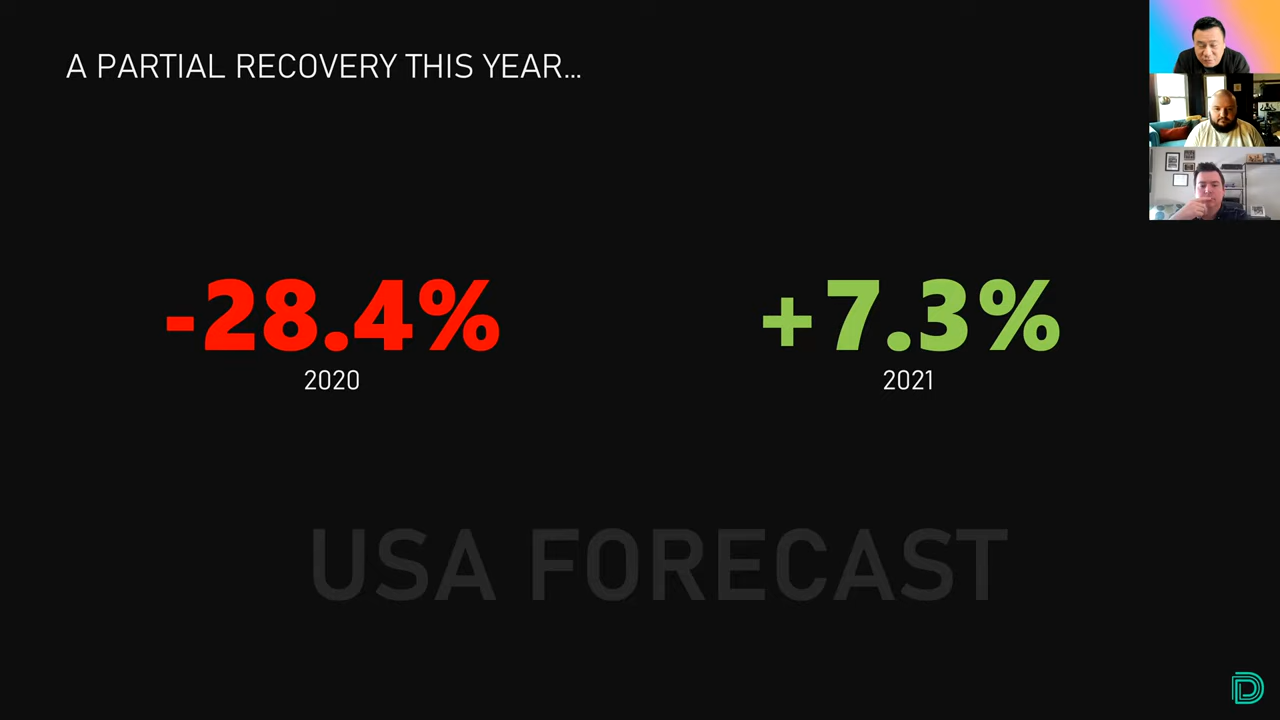 A PARTIAL RECOVERY THIS YEAR...
-28.4%
+7.3%
2020
2021
USA FORECAST